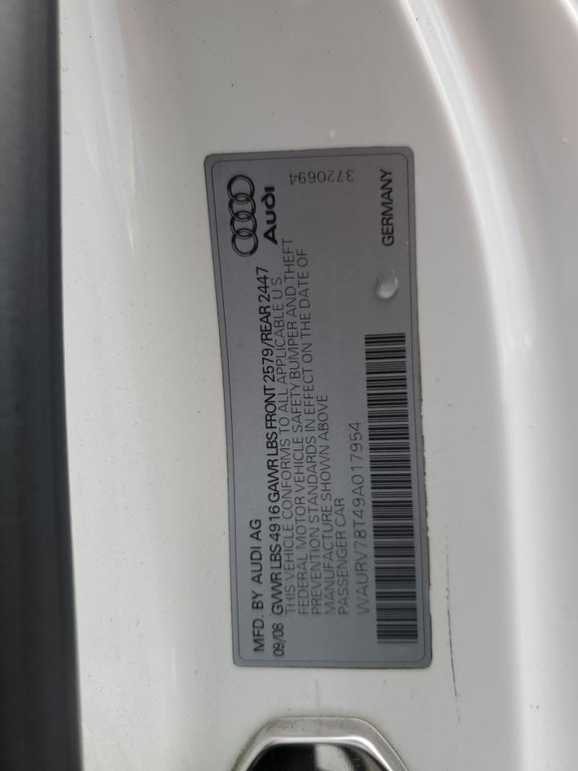 MFD. BY AUDI AG
Audi
09/08 GVWR LBS 4916 GAWR LBS FRONT 2579/REAR 2447
THIS VEHICLE CONFORMS TO ALL APPLICABLE U S
FEDERAL MOTOR VEHICLE SAFETY BUMPER AND THEFT
PREVENTION STANDARDS IN EFFECT ON THE DATE OF
MANUFACTURE SHOWN ABOVE
PASSENGER CAR
3720694
WAURV78T49A017954
GERMANY